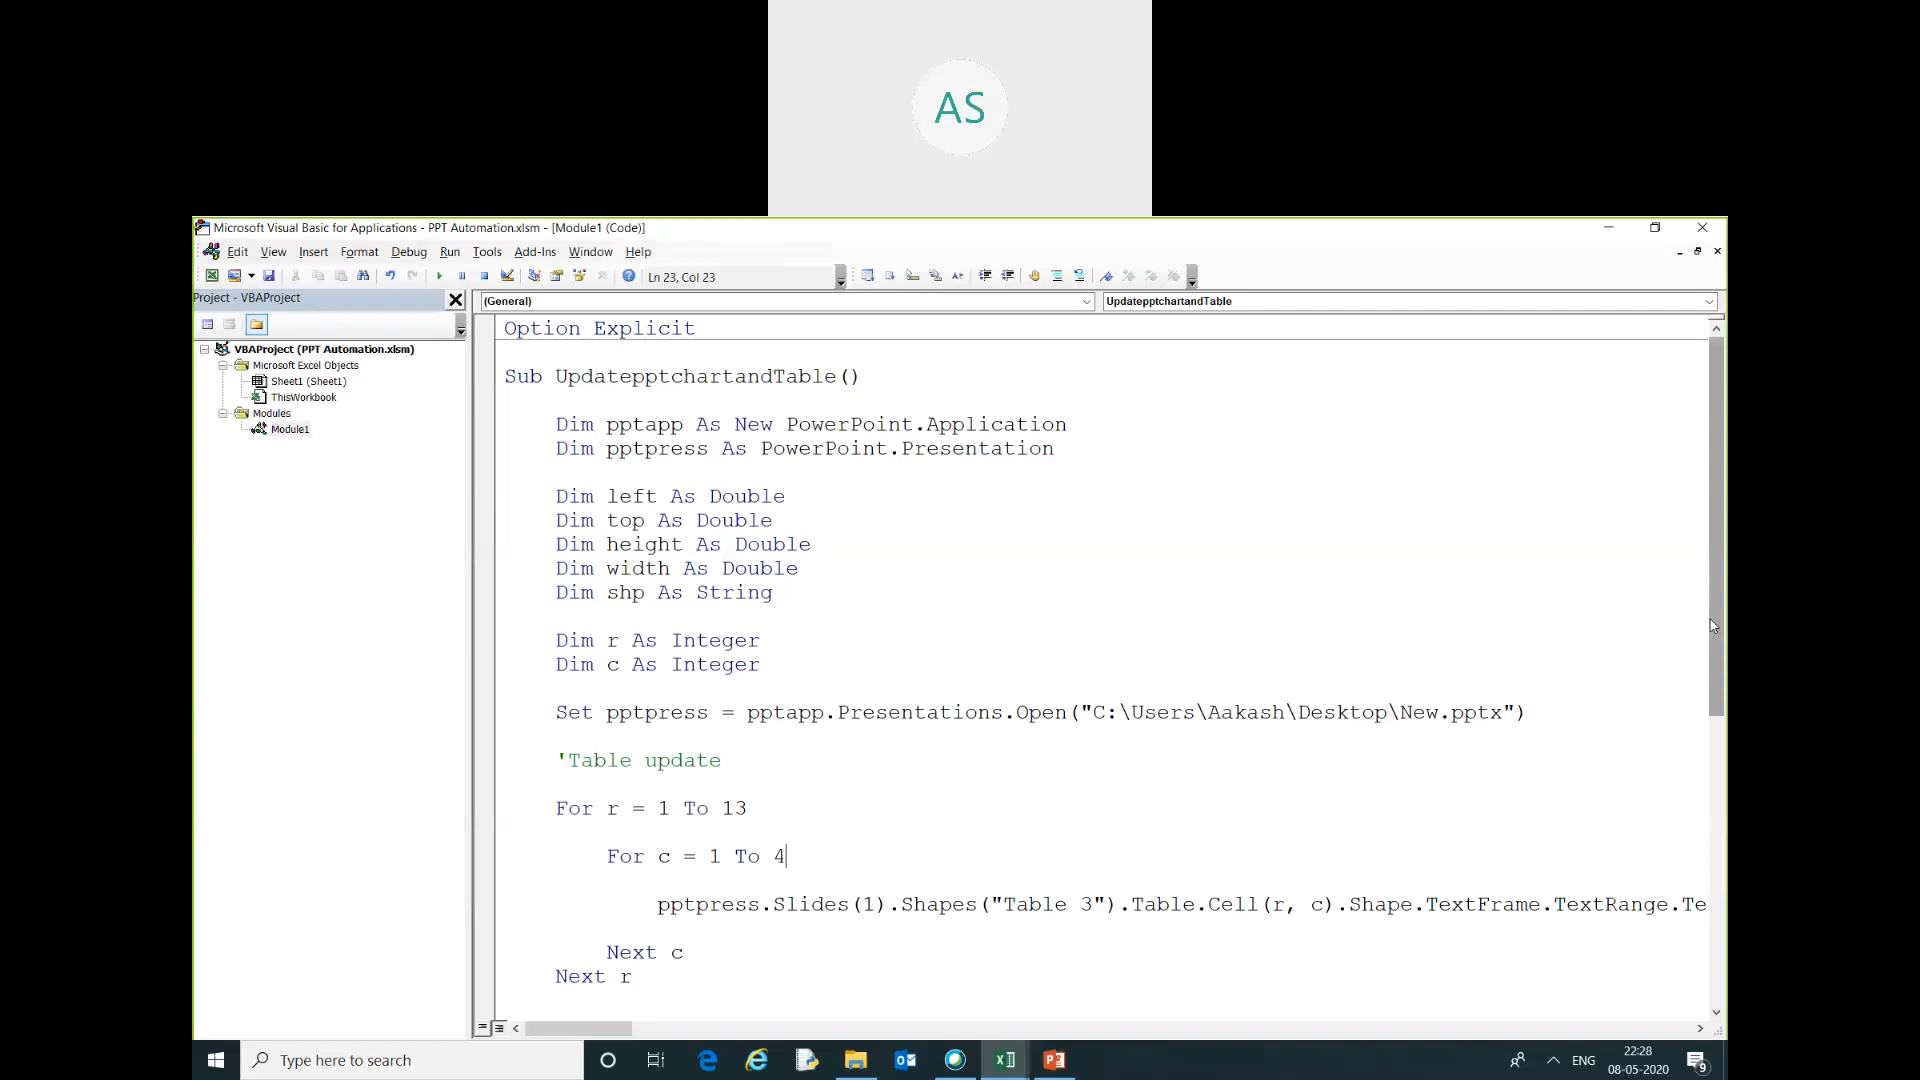 AS
Microsoft Visual Basic for Applications - PPT Automation.xlsm - [Module1 (Code)]
Edit View Insert Format Debug Run Tools Add-Ins Window Help
Ln 23, Col 23
Project - VBAProject
(General)
UpdatepptchartandTable
VBAProject (PPT Automation.xlsm)
Microsoft Excel Objects
Sheet1 (Sheet1)
ThisWorkbook
Modules
Module1
Option Explicit
Sub UpdatepptchartandTable()
Dim pptapp As New PowerPoint.Application
Dim pptpress As PowerPoint.Presentation
Dim left As Double
Dim top As Double
Dim height As Double
Dim width As Double
Dim shp As String
Dim r As Integer
Dim c As Integer
Set pptpress = pptapp.Presentations.Open("C:\Users\Aakash\Desktop\New.pptx")
'Table update
For r = 1 To 13
For c = 1 To 4
pptpress.Slides(1).Shapes("Table 3").Table.Cell(r, c).Shape.TextFrame.TextRange.Te
Next c
Next r
Type here to search
ENG
22:28
08-05-2020
9